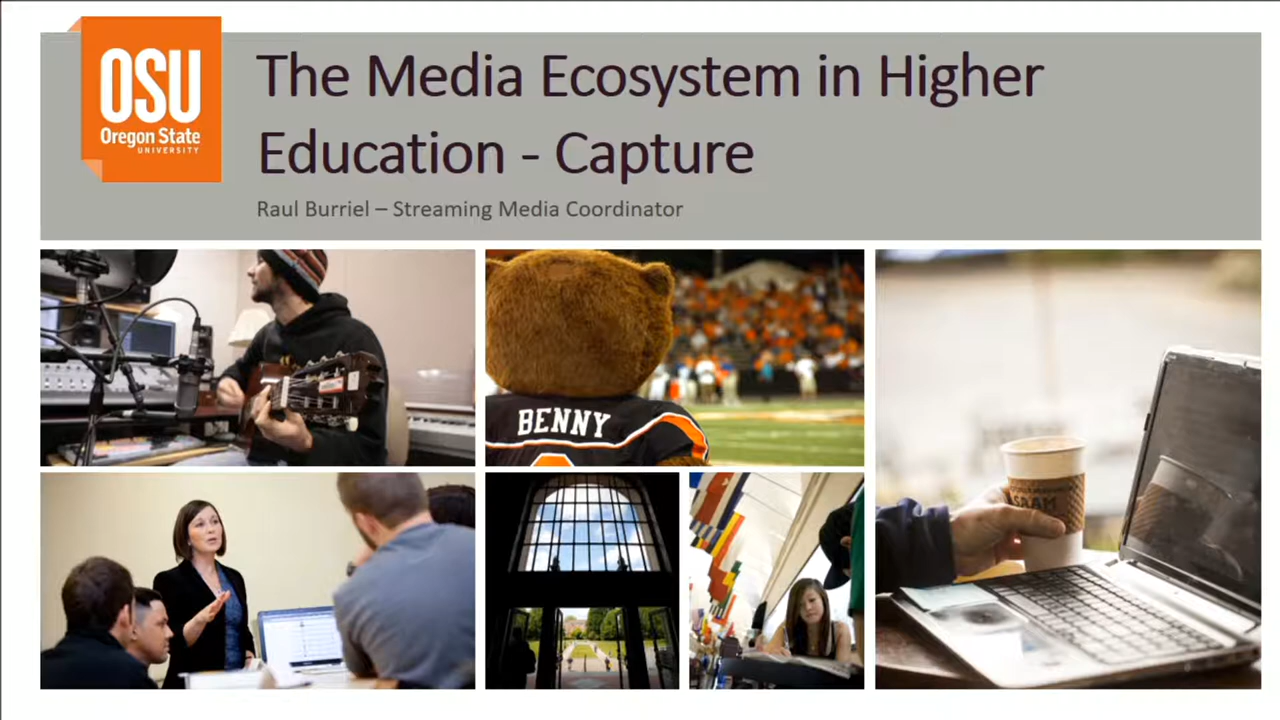 OSU
Oregon State
UNIVERSITY
The Media Ecosystem in Higher
Education - Capture
Raul Burriel – Streaming Media Coordinator
BENNY